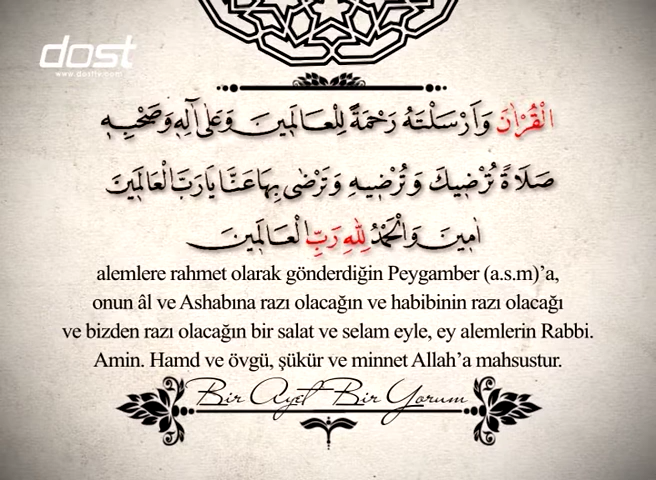 dost
www.dosttv.com
الْقُرْاٰنَ وَاَرْسَلْتَهُ رَحْمَةً لِلْعَالَمٖينَ وَعَلٰى اٰلِهٖ وَصَحْبِهٖ
صَلَاةً تُرْضٖيكَ وَتُرْضٖيهِ وَتَرْضٰى بِهَا عَنَّا يَا رَبَّ الْعَالَمٖينَ
اٰمٖينَ وَالْحَمْدُ لِلّٰهِ رَبِّ الْعَالَمٖينَ
alemlere rahmet olarak gönderdiğin Peygamber (a.s.m)’a,
onun âl ve Ashabına razı olacağın ve habibinin razı olacağı
ve bizden razı olacağın bir salat ve selam eyle, ey alemlerin Rabbi.
Amin. Hamd ve övgü, şükür ve minnet Allah’a mahsustur.
Bir Ayet Bir Yorum